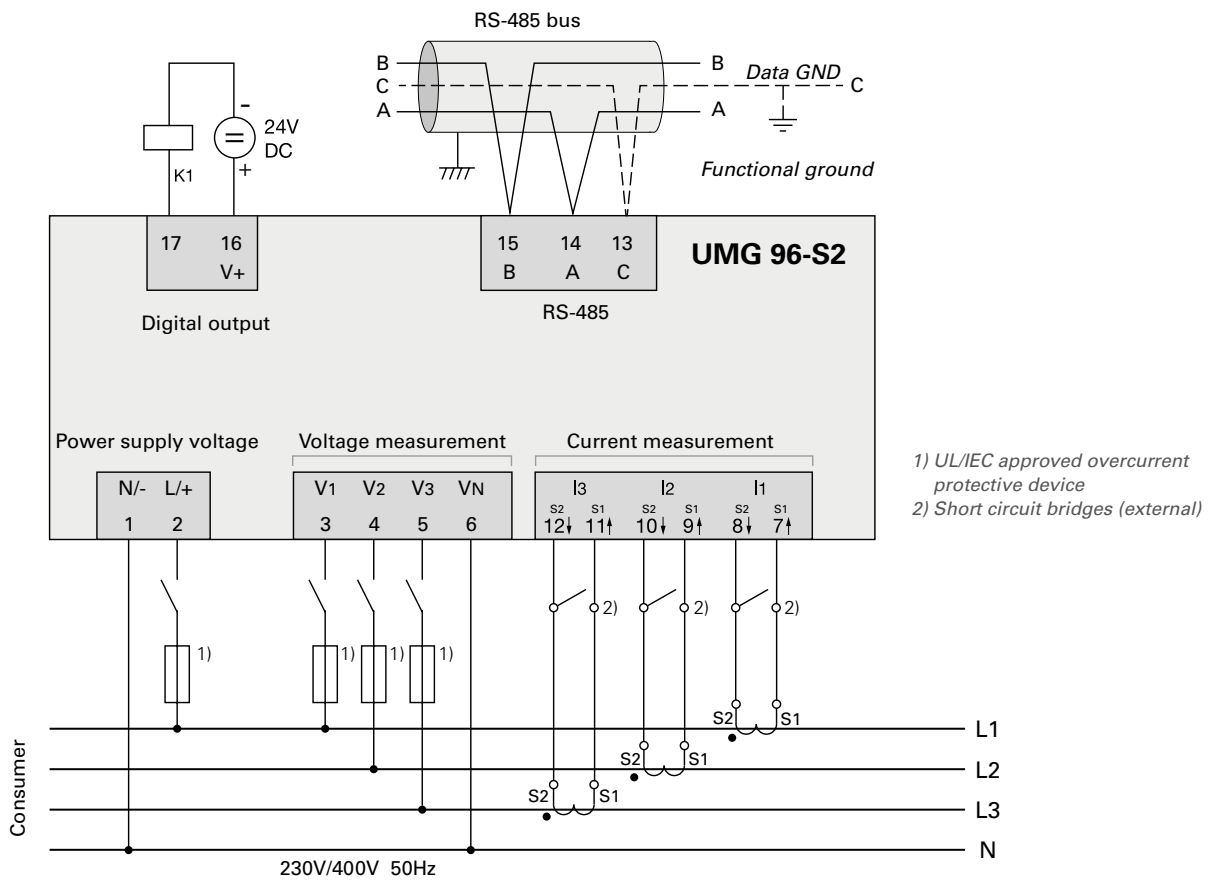 RS-485 bus
B
B
C
Data GND
C
A
A
-
24V
DC
+
K1
Functional ground
17
16
V+
15
14
13
B
A
C
UMG 96-S2
Digital output
RS-485
Power supply voltage
Voltage measurement
Current measurement
N/-
L/+
1
2
V1
V2
V3
VN
3
4
5
6
I3
I2
I1
S2
S1
S2
S1
S2
S1
12
11
10
9
8
7
1) UL/IEC approved overcurrent
protective device
2) Short circuit bridges (external)
2)
2)
2)
1)
1)
1)
1)
S2
S1
L1
S2
S1
L2
S2
S1
L3
N
Consumer
230V/400V 50Hz